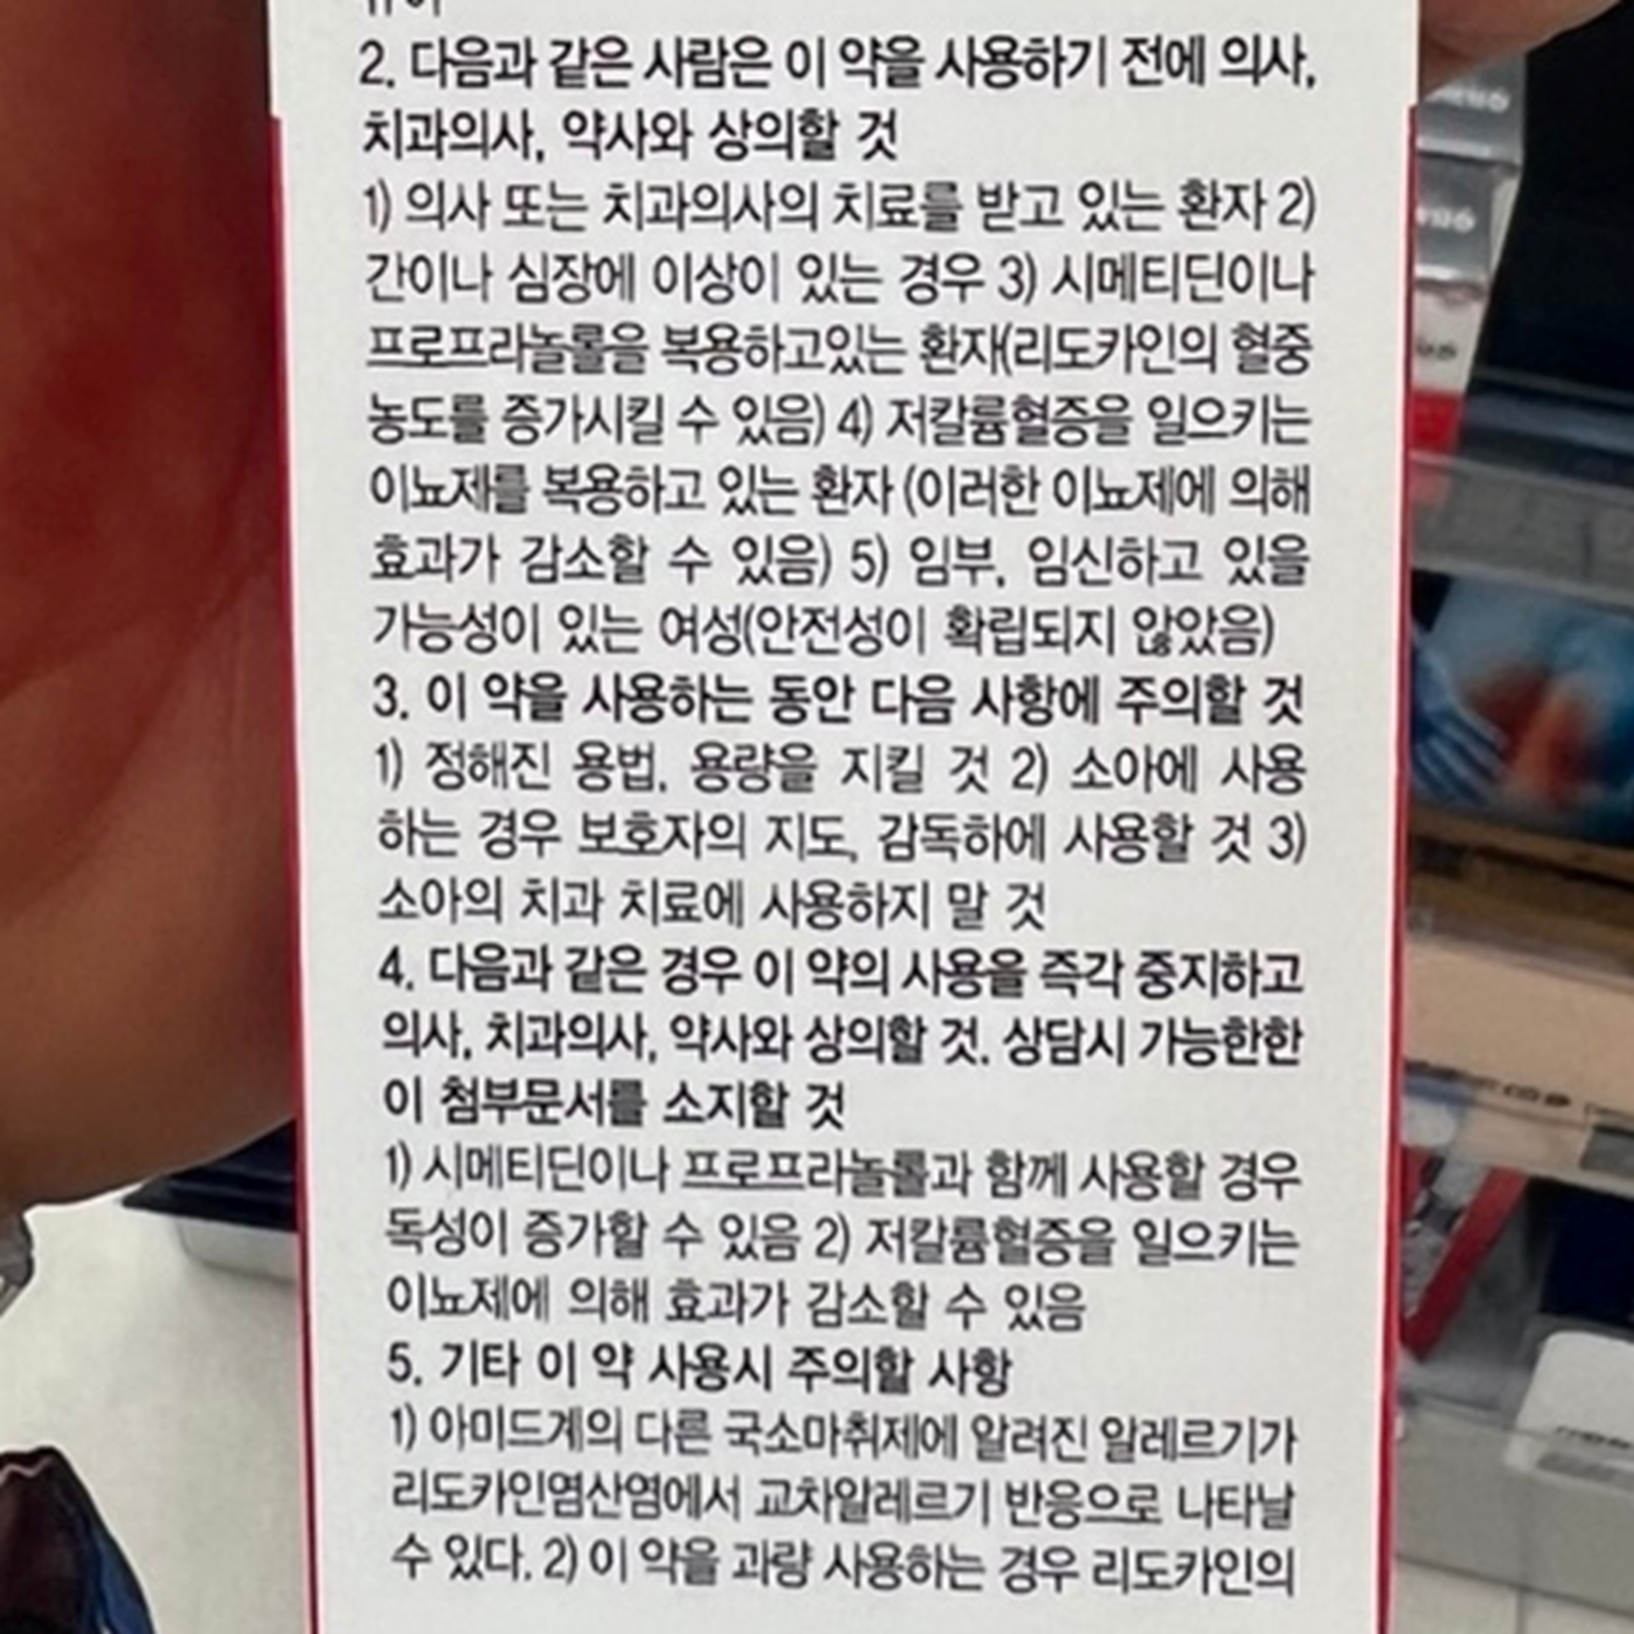 2. 다음과 같은 사람은 이 약을 사용하기 전에 의사,
치과의사, 약사와 상의할 것
1) 의사 또는 치과의사의 치료를 받고 있는 환자 2)
간이나 심장에 이상이 있는 경우 3) 시메티딘이나
프로프라놀롤을 복용하고있는 환자(리도카인의 혈중
농도를 증가시킬 수 있음) 4) 저칼륨혈증을 일으키는
이뇨제를 복용하고 있는 환자 (이러한 이뇨제에 의해
효과가 감소할 수 있음) 5) 임부, 임신하고 있을
가능성이 있는 여성(안전성이 확립되지 않았음)
3. 이 약을 사용하는 동안 다음 사항에 주의할 것
1) 정해진 용법, 용량을 지킬 것 2) 소아에 사용
하는 경우 보호자의 지도, 감독하에 사용할 것 3)
소아의 치과 치료에 사용하지 말 것
4. 다음과 같은 경우 이 약의 사용을 즉각 중지하고
의사, 치과의사, 약사와 상의할 것. 상담시 가능한한
이 첨부문서를 소지할 것
1) 시메티딘이나 프로프라놀롤과 함께 사용할 경우
독성이 증가할 수 있음 2) 저칼륨혈증을 일으키는
이뇨제에 의해 효과가 감소할 수 있음
5. 기타 이 약 사용시 주의할 사항
1) 아미드계의 다른 국소마취제에 알려진 알레르기가
리도카인염산염에서 교차알레르기 반응으로 나타날
수 있다. 2) 이 약을 과량 사용하는 경우 리도카인의